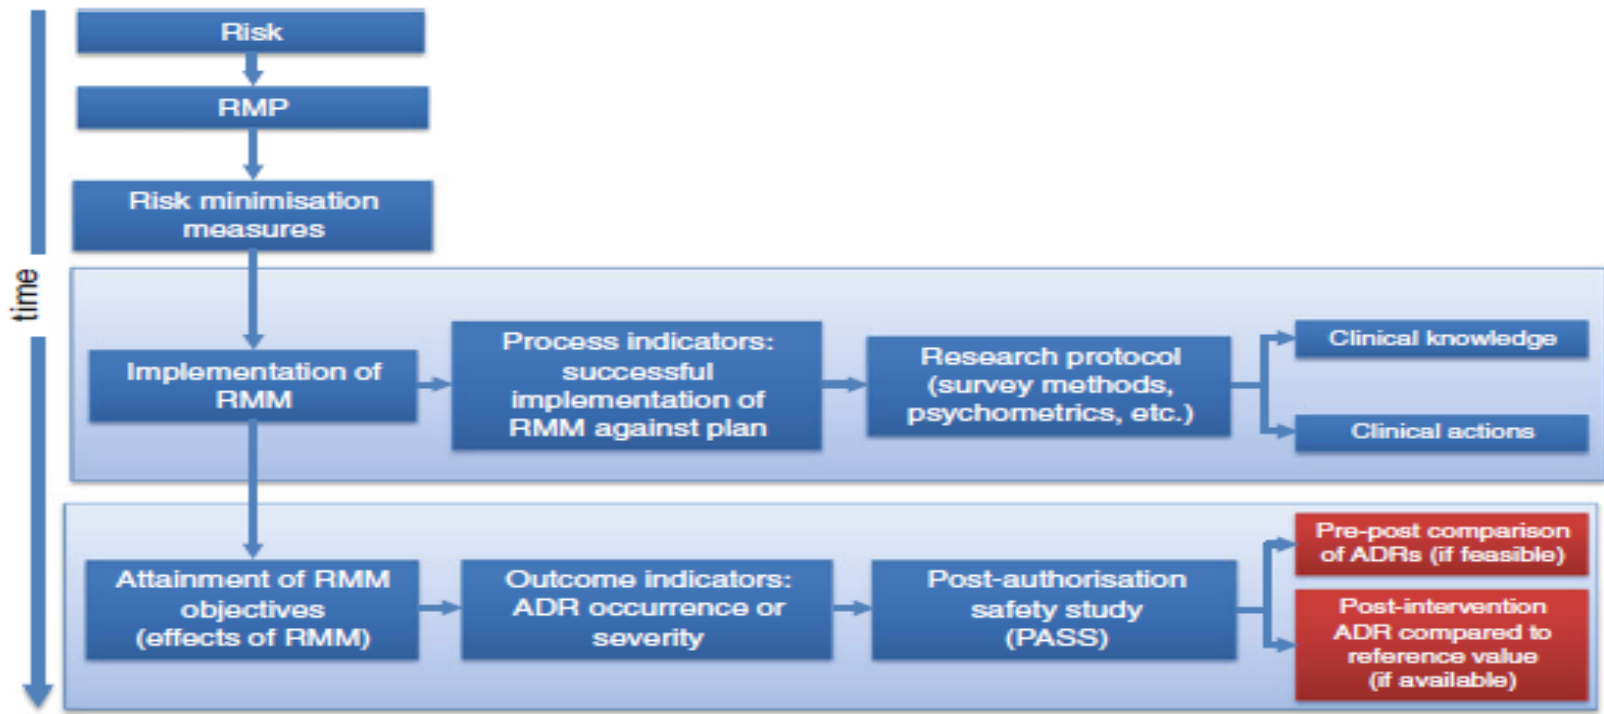 Risk
RMP
Risk minimisation
measures
time
Implementation of
RMM
Process indicators:
successful
implementation of
RMM against plan
Research protocol
(survey methods,
psychometrics, etc.)
Clinical knowledge
Clinical actions
Attainment of RMM
objectives
(effects of RMM)
Outcome indicators:
ADR occurrence or
severity
Post-authorisation
safety study
(PASS)
Pre-post comparison
of ADRs (if feasible)
Post-intervention
ADR compared to
reference value
(if available)